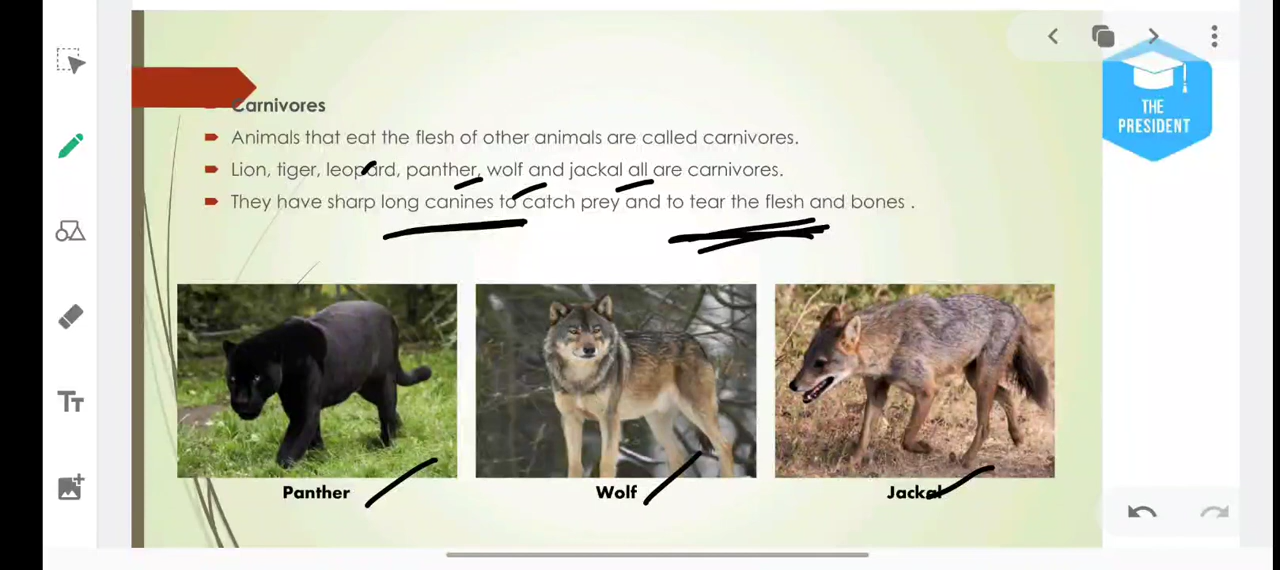 THE
PRESIDENT
Carnivores
Animals that eat the flesh of other animals are called carnivores.
Lion, tiger, leopard, panther, wolf and jackal all are carnivores.
They have sharp long canines to catch prey and to tear the flesh and bones .
Panther
Wolf
Jackal
TT